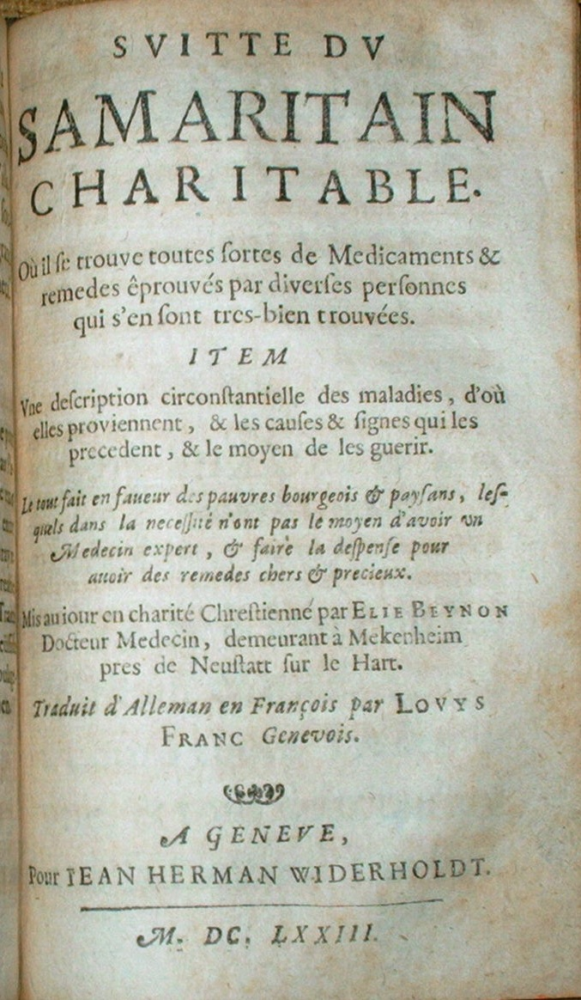 SVITTE DV
SAMARITAIN
CHARITABLE.
Où il ſe trouve toutes ſortes de Medicaments &
remedes êprouvés par diverſes perſonnes
qui s'en ſont tres-bien trouvées.
ITEM
Vne deſcription circonſtantielle des maladies, d'où
elles proviennent, & les cauſes & ſignes qui les
precedent, & le moyen de les guerir.
Le tout fait en faueur des pauvres bourgeois & payſans, leſ-
quels dans la neceſſité n'ont pas le moyen d'avoir vn
Medecin expert, & faire la deſpenſe pour
auoir des remedes chers & precieux.
Mis au iour en charité Chreſtienne par ELIE BEYNON
Docteur Medecin, demeurant à Mekenheim
pres de Neuſtatt ſur le Hart.
Traduit d'Alleman en François par LOVYS
FRANC Genevois.
A GENEVE,
Pour IEAN HERMAN WIDERHOLDT.
M. DC. LXXIII.